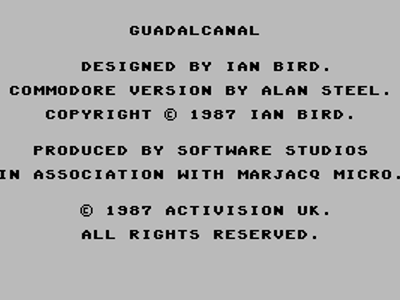 GUADALCANAL
DESIGNED BY IAN BIRD.
COMMODORE VERSION BY ALAN STEEL.
COPYRIGHT © 1987 IAN BIRD.
PRODUCED BY SOFTWARE STUDIOS
IN ASSOCIATION WITH MARJACQ MICRO.
© 1987 ACTIVISION UK.
ALL RIGHTS RESERVED.